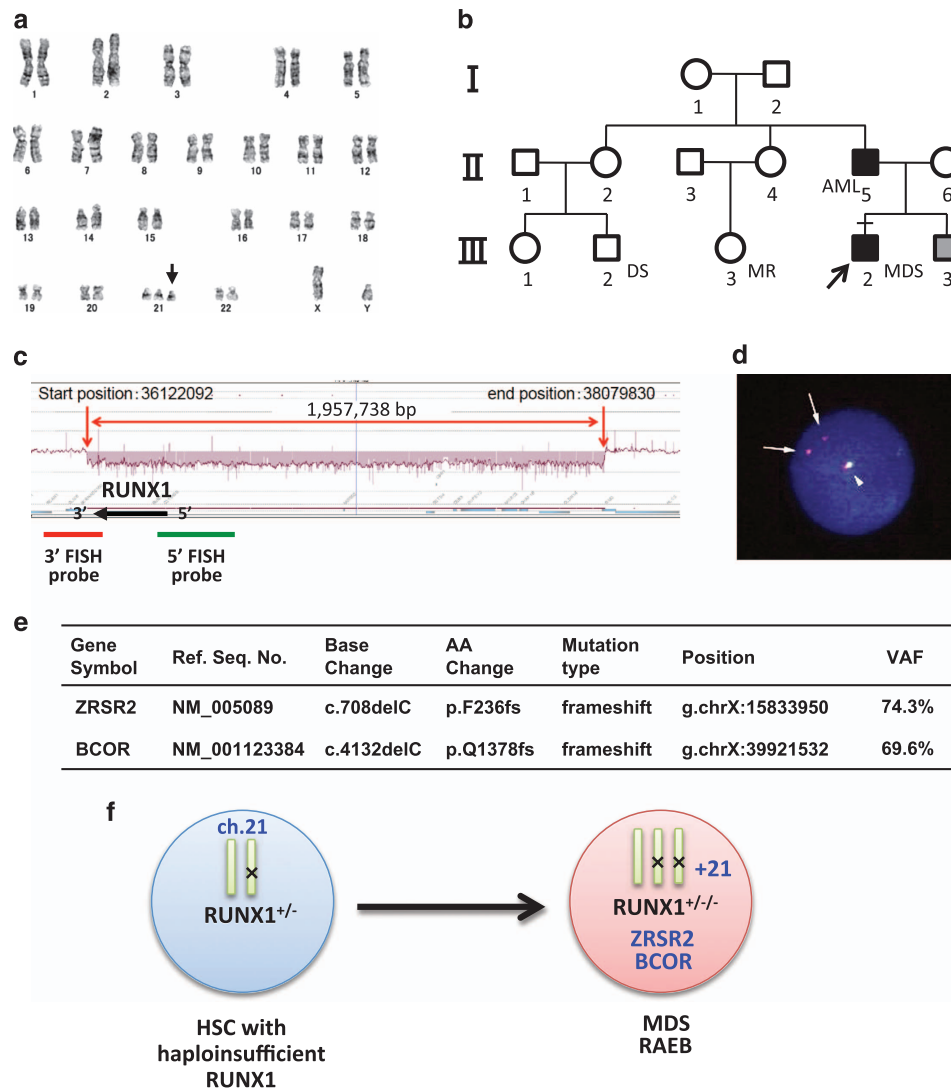 a
1 2 3 4 5
6 7 8 9 10 11 12
13 14 15 16 17 18
19 20 21 22 X Y
b
I
1 2
II
1 2 3 4 AML 5 6
III
1 2 DS 3 MR 2 MDS 3
c
Start position:36122092 end position:38079830
1,957,738 bp
RUNX1
3' 5'
3' FISH probe
5' FISH probe
d
e
Gene Symbol Ref. Seq. No. Base Change AA Change Mutation type Position VAF
ZRSR2 NM_005089 c.708delC p.F236fs frameshift g.chrX:15833950 74.3%
BCOR NM_001123384 c.4132delC p.Q1378fs frameshift g.chrX:39921532 69.6%
f
ch.21
×
RUNX1+/-
HSC with
haploinsufficient
RUNX1
× × +21
RUNX1+/-/-
ZRSR2
BCOR
MDS
RAEB